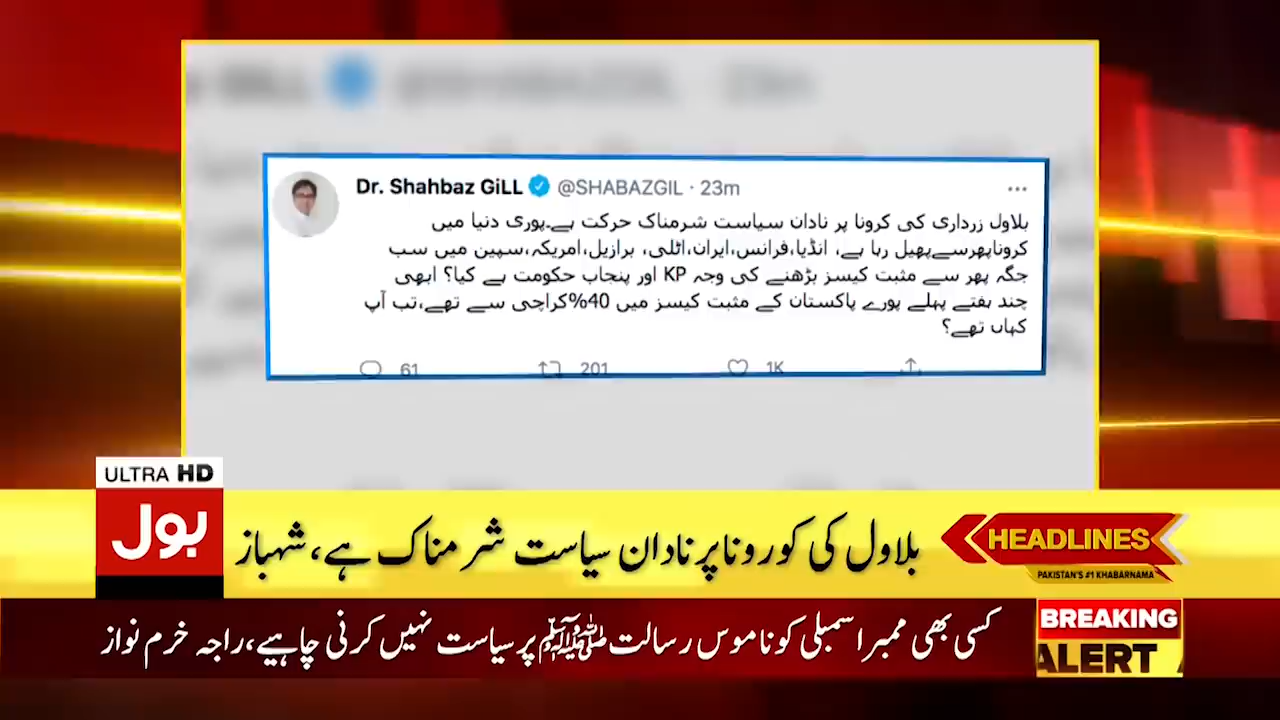 Dr. Shahbaz GiLL @SHABAZGIL · 23m
بلاول زرداری کی کرونا پر نادان سیاست شرمناک حرکت ہے۔پوری دنیا میں
کروناپھرسےپھیل رہا ہے، انڈیا،فرانس،ایران،اٹلی، برازیل،امریکہ،سپین میں سب
جگہ پھر سے مثبت کیسز بڑھنے کی وجہ KP اور پنجاب حکومت ہے کیا؟ ابھی
چند ہفتے پہلے پورے پاکستان کے مثبت کیسز میں 40%کراچی سے تھے،تب آپ
کہاں تھے؟
61 201 1K
ULTRA HD
بول
بلاول کی کورونا پر نادان سیاست شرمناک ہے، شہباز
HEADLINES
PAKISTAN'S #1 KHABARNAMA
کسی بھی ممبر اسمبلی کو ناموس رسالتﷺ پر سیاست نہیں کرنی چاہیے، راجہ خرم نواز
BREAKING
ALERT